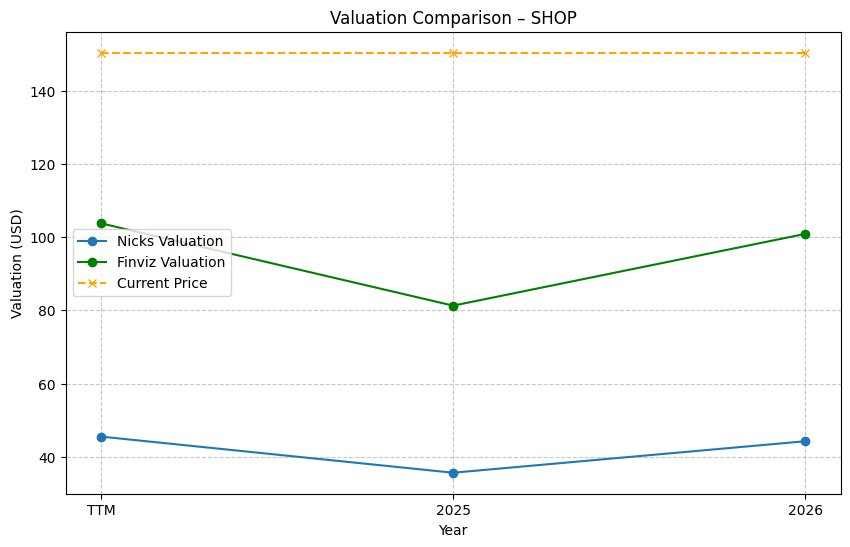 Valuation Comparison – SHOP
Valuation (USD)
140
120
100
80
60
40
Nicks Valuation
Finviz Valuation
Current Price
TTM
2025
2026
Year